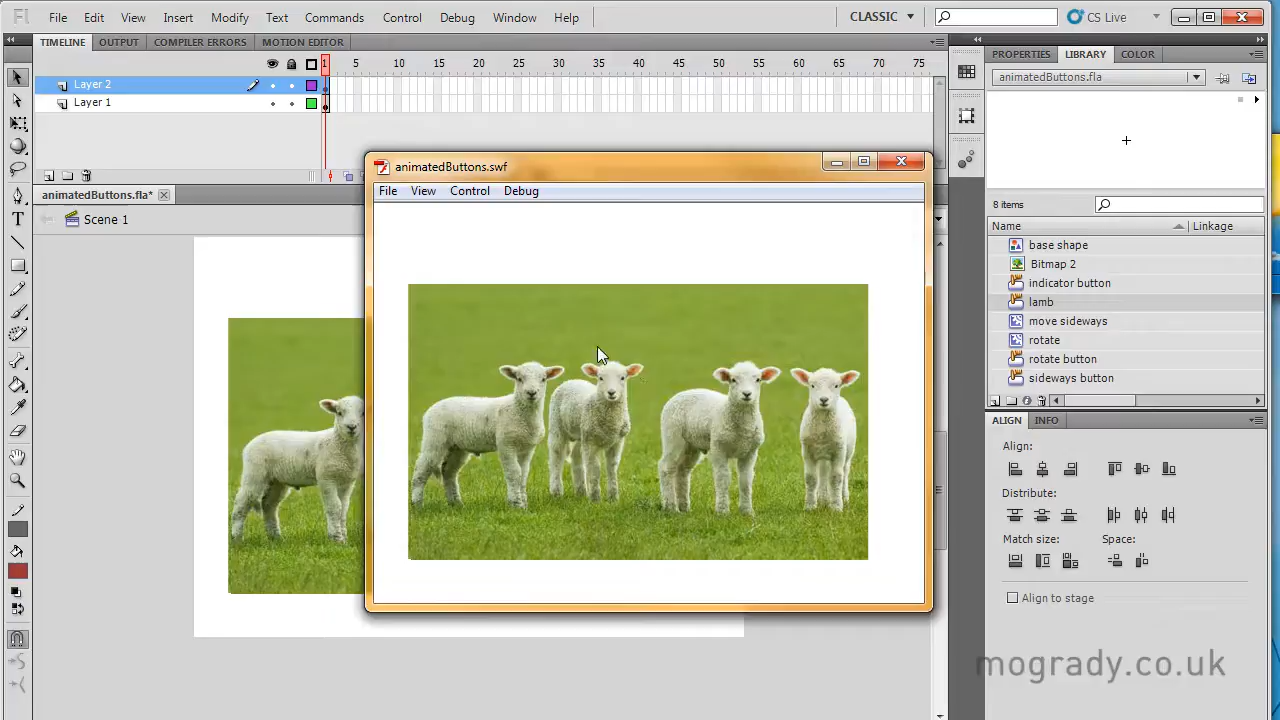 Fl File Edit View Insert Modify Text Commands Control Debug Window Help CLASSIC CS Live
TIMELINE OUTPUT COMPILER ERRORS MOTION EDITOR
1 5 10 15 20 25 30 35 40 45 50 55 60 65 70 75
Layer 2
Layer 1
animatedButtons.fla*
Scene 1
animatedButtons.swf
File View Control Debug
PROPERTIES LIBRARY COLOR
animatedButtons.fla
8 items
Name Linkage
base shape
Bitmap 2
indicator button
lamb
move sideways
rotate
rotate button
sideways button
ALIGN INFO
Align:
Distribute:
Match size: Space:
Align to stage
mogrady.co.uk